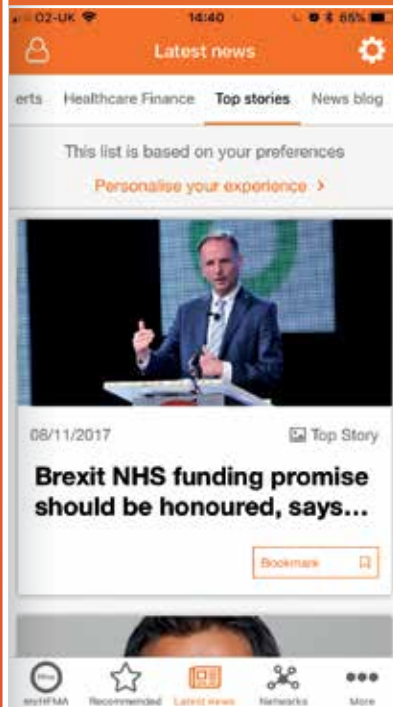 O2-UK 14:40 55%
Latest news
erts Healthcare Finance Top stories News blog
This list is based on your preferences
Personalise your experience >
08/11/2017 Top Story
Brexit NHS funding promise
should be honoured, says...
Bookmark
myHFMA Recommended Latest news Networks More